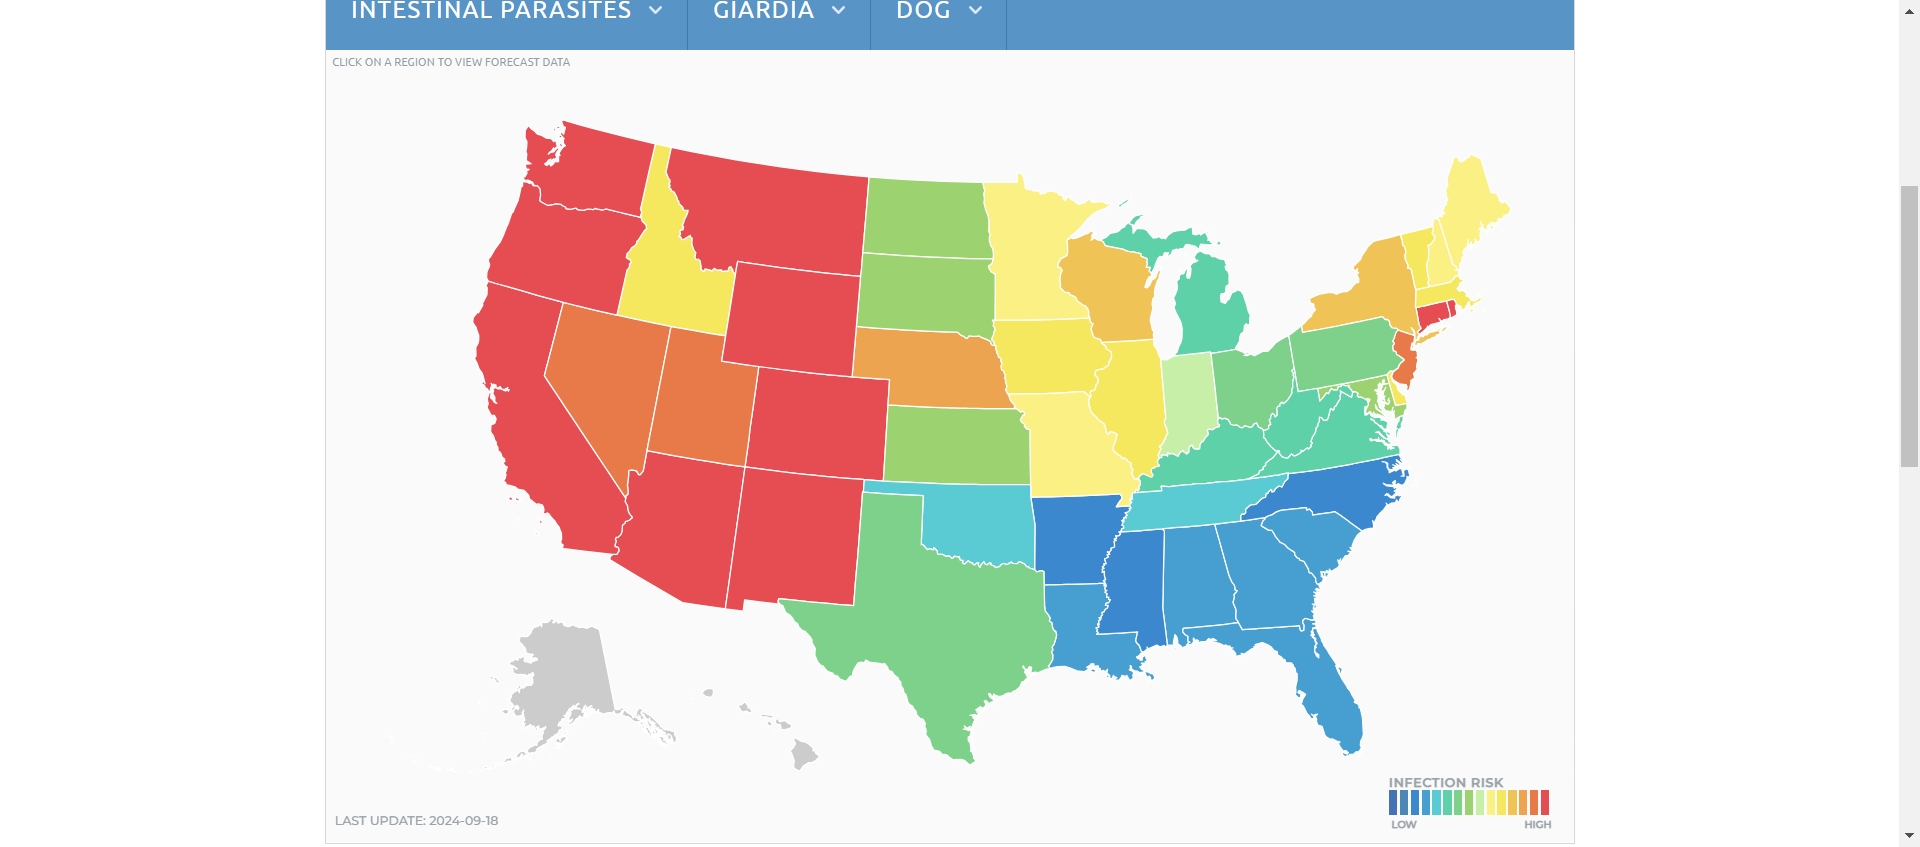 INTESTINAL PARASITES GIARDIA DOG
CLICK ON A REGION TO VIEW FORECAST DATA
INFECTION RISK
LOW HIGH
LAST UPDATE: 2024-09-18